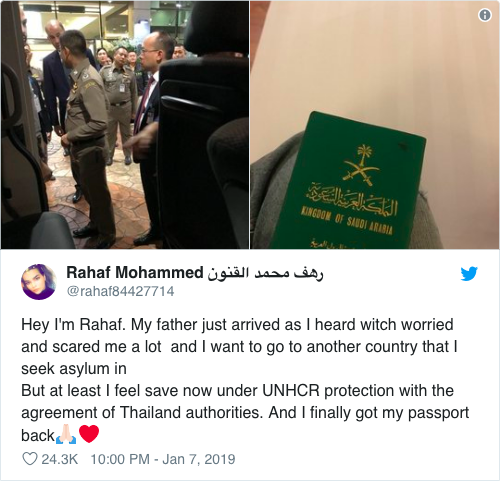 المملكة العربية السعودية
KINGDOM OF SAUDI ARABIA
Rahaf Mohammed رهف محمد القنون
@rahaf84427714
Hey I'm Rahaf. My father just arrived as I heard witch worried
and scared me a lot  and I want to go to another country that I
seek asylum in
But at least I feel save now under UNHCR protection with the
agreement of Thailand authorities. And I finally got my passport
back🙏🏻❤️
24.3K 10:00 PM - Jan 7, 2019